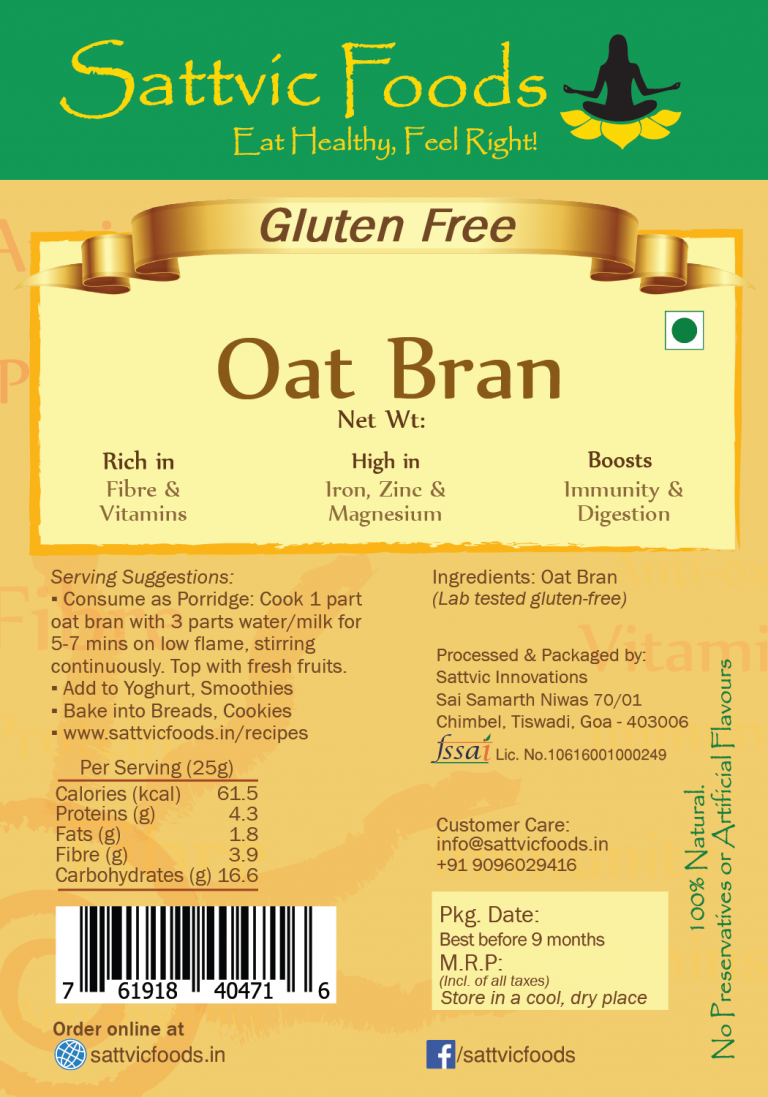 Sattvic Foods
Eat Healthy, Feel Right!
Gluten Free
Oat Bran
Net Wt:
Rich in
Fibre &
Vitamins
High in
Iron, Zinc &
Magnesium
Boosts
Immunity &
Digestion
Serving Suggestions:
▪ Consume as Porridge: Cook 1 part
oat bran with 3 parts water/milk for
5-7 mins on low flame, stirring
continuously. Top with fresh fruits.
▪ Add to Yoghurt, Smoothies
▪ Bake into Breads, Cookies
▪ www.sattvicfoods.in/recipes
Per Serving (25g)
Calories (kcal) 61.5
Proteins (g) 4.3
Fats (g) 1.8
Fibre (g) 3.9
Carbohydrates (g) 16.6
7 61918 40471 6
Order online at
sattvicfoods.in
Ingredients: Oat Bran
(Lab tested gluten-free)
Processed & Packaged by:
Sattvic Innovations
Sai Samarth Niwas 70/01
Chimbel, Tiswadi, Goa - 403006
fssai Lic. No.10616001000249
Customer Care:
info@sattvicfoods.in
+91 9096029416
Pkg. Date:
Best before 9 months
M.R.P:
(Incl. of all taxes)
Store in a cool, dry place
f/sattvicfoods
100% Natural.
No Preservatives or Artificial Flavours
Fibre
Vitami